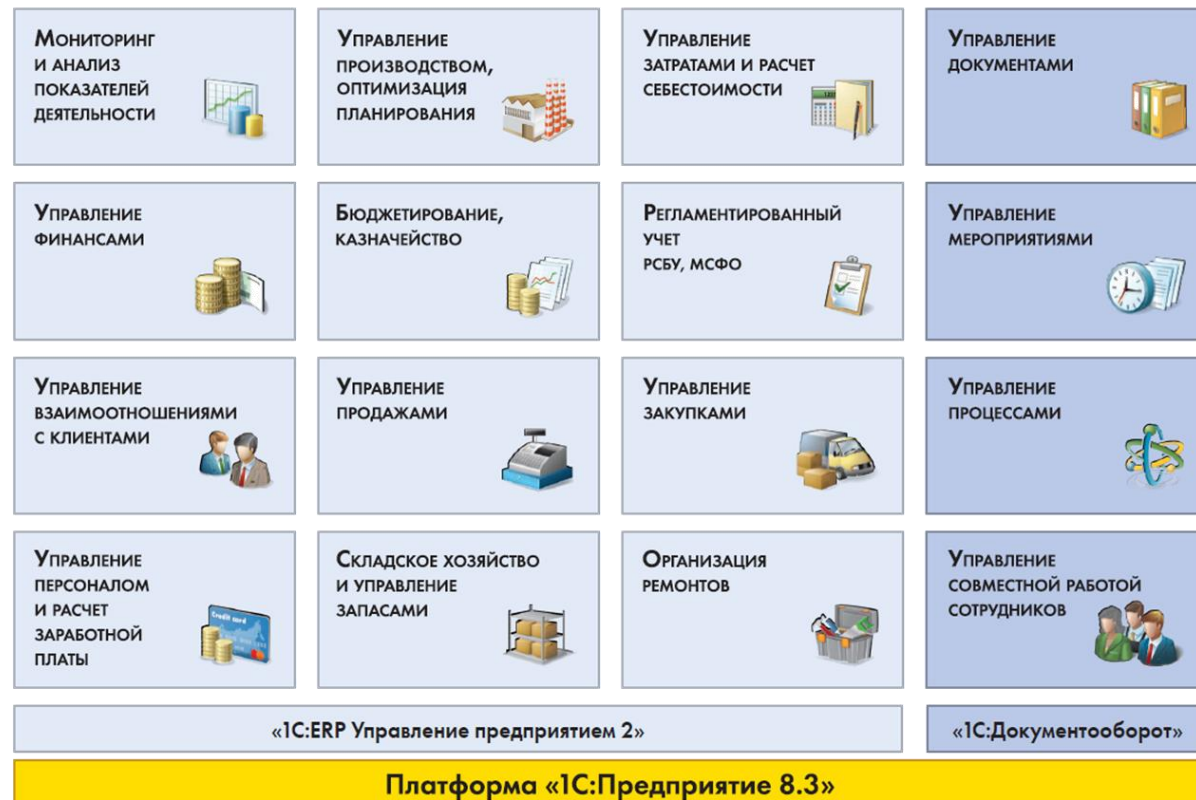 Мониторинг
и анализ
показателей
деятельности
Управление
производством,
оптимизация
планирования
Управление
затратами и расчет
себестоимости
Управление
документами
Управление
финансами
Бюджетирование,
казначейство
Регламентированный
учет
РСБУ, МСФО
Управление
мероприятиями
Управление
взаимоотношениями
с клиентами
Управление
продажами
Управление
закупками
Управление
процессами
Управление
персоналом
и расчет
заработной
платы
Credit card
Складское хозяйство
и управление
запасами
Организация
ремонтов
Управление
совместной работой
сотрудников
«1С:ERP Управление предприятием 2»
«1С:Документооборот»
Платформа «1С:Предприятие 8.3»